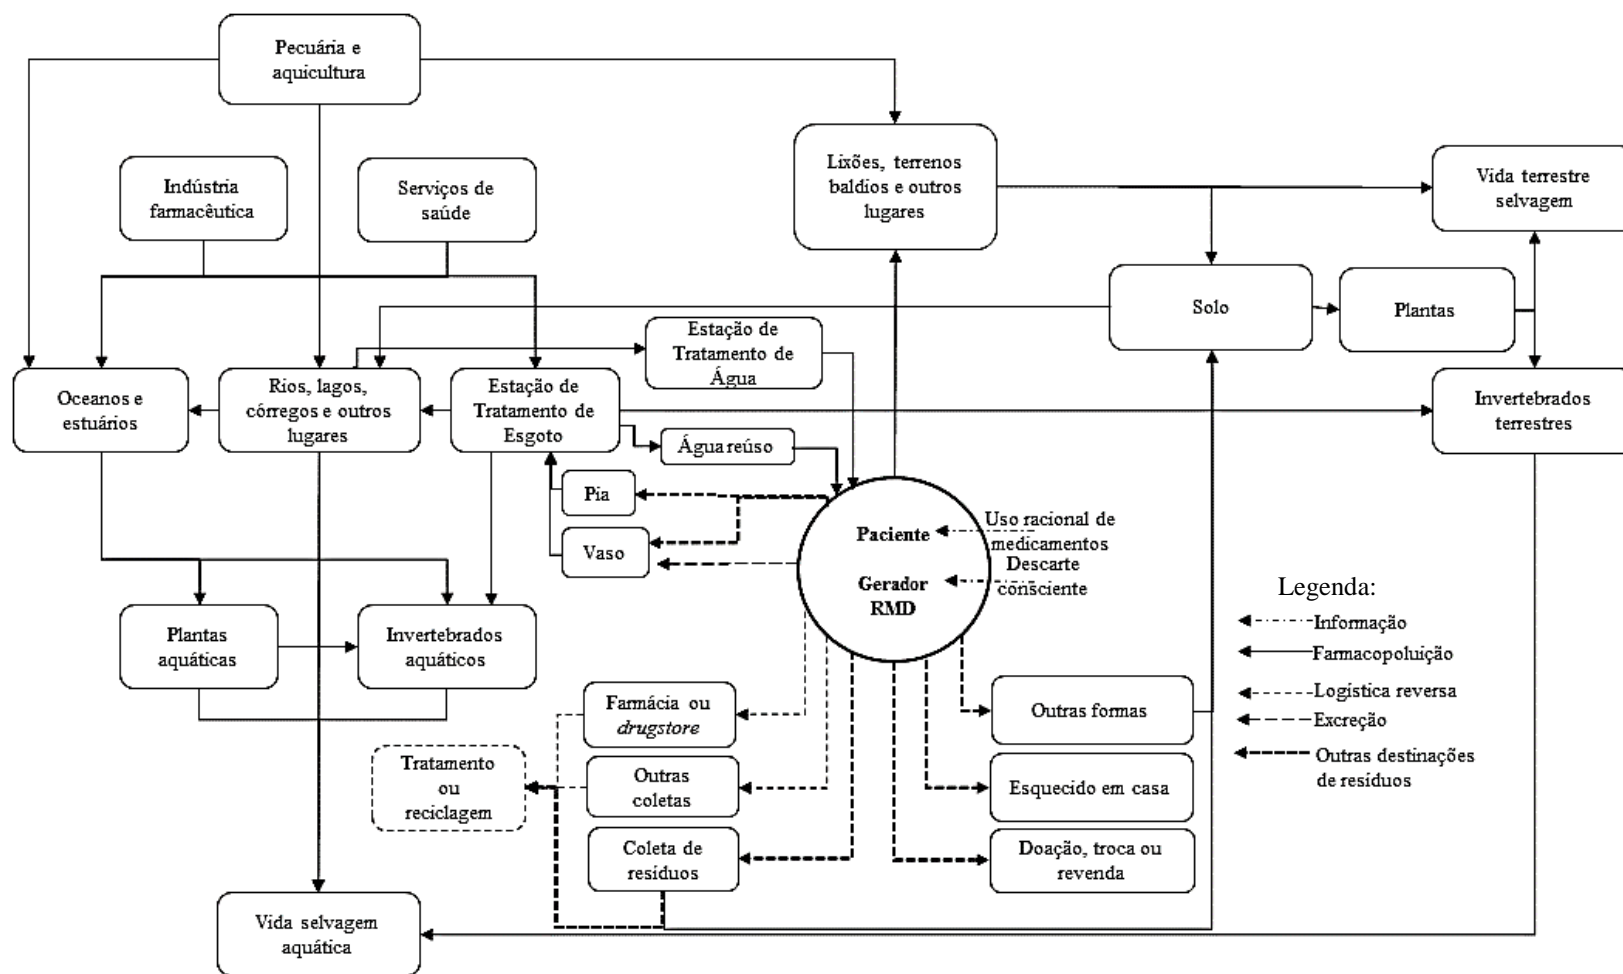 Pecuária e
aquicultura
Indústria
farmacêutica
Serviços de
saúde
Lixões, terrenos
baldios e outros
lugares
Vida terrestre
selvagem
Solo
Plantas
Estação de
Tratamento de
Água
Oceanos e
estuários
Rios, lagos,
córregos e outros
lugares
Estação de
Tratamento de
Esgoto
Invertebrados
terrestres
Água reúso
Pia
Vaso
Paciente
Gerador
RMD
Uso racional de
medicamentos
Descarte
consciente
Plantas
aquáticas
Invertebrados
aquáticos
Legenda:
Informação
Farmacopoluição
Logística reversa
Excreção
Outras destinações
de resíduos
Farmácia ou
drugstore
Outras
coletas
Coleta de
resíduos
Tratamento
ou
reciclagem
Outras formas
Esquecido em casa
Doação, troca ou
revenda
Vida selvagem
aquática